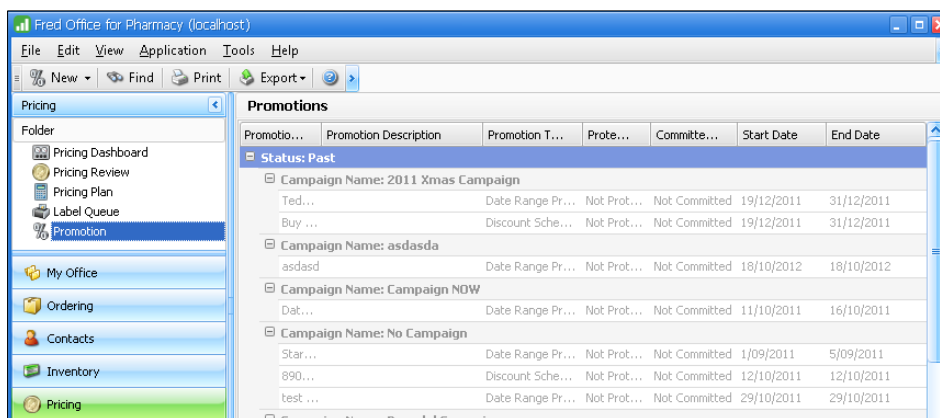 Fred Office for Pharmacy (localhost)
File Edit View Application Tools Help
New Find Print Export
Pricing
Promotions
Folder
Promotio... Promotion Description Promotion T... Prote... Committe... Start Date End Date
Pricing Dashboard
Pricing Review
Pricing Plan
Label Queue
Promotion
My Office
Ordering
Contacts
Inventory
Pricing
Status: Past
Campaign Name: 2011 Xmas Campaign
Ted... Date Range Pr... Not Prot... Not Committed 19/12/2011 31/12/2011
Buy ... Discount Sche... Not Prot... Not Committed 19/12/2011 31/12/2011
Campaign Name: asdasda
asdasd Date Range Pr... Not Prot... Not Committed 18/10/2012 18/10/2012
Campaign Name: Campaign NOW
Dat... Date Range Pr... Not Prot... Not Committed 11/10/2011 16/10/2011
Campaign Name: No Campaign
Star... Date Range Pr... Not Prot... Not Committed 1/09/2011 5/09/2011
890... Discount Sche... Not Prot... Not Committed 12/10/2011 12/10/2011
test ... Date Range Pr... Not Prot... Not Committed 29/10/2011 29/10/2011